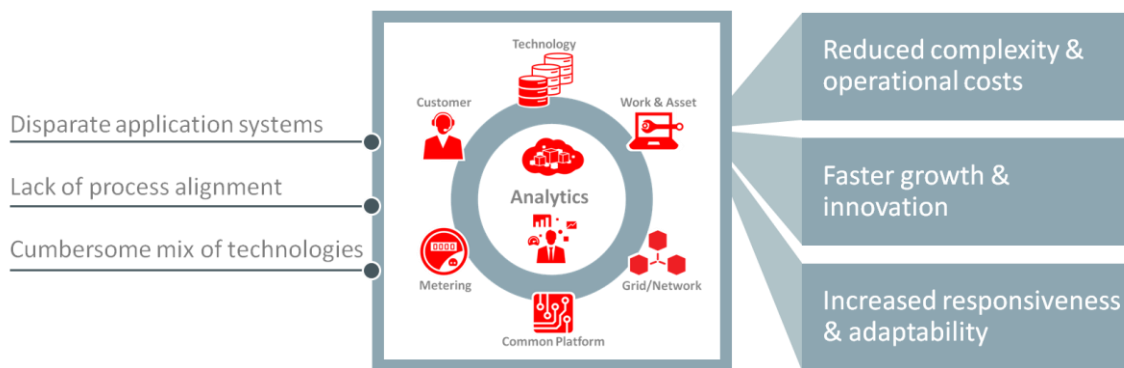 Disparate application systems
Lack of process alignment
Cumbersome mix of technologies
Technology
Customer
Work & Asset
Analytics
Metering
Grid/Network
Common Platform
Reduced complexity &
operational costs
Faster growth &
innovation
Increased responsiveness
& adaptability